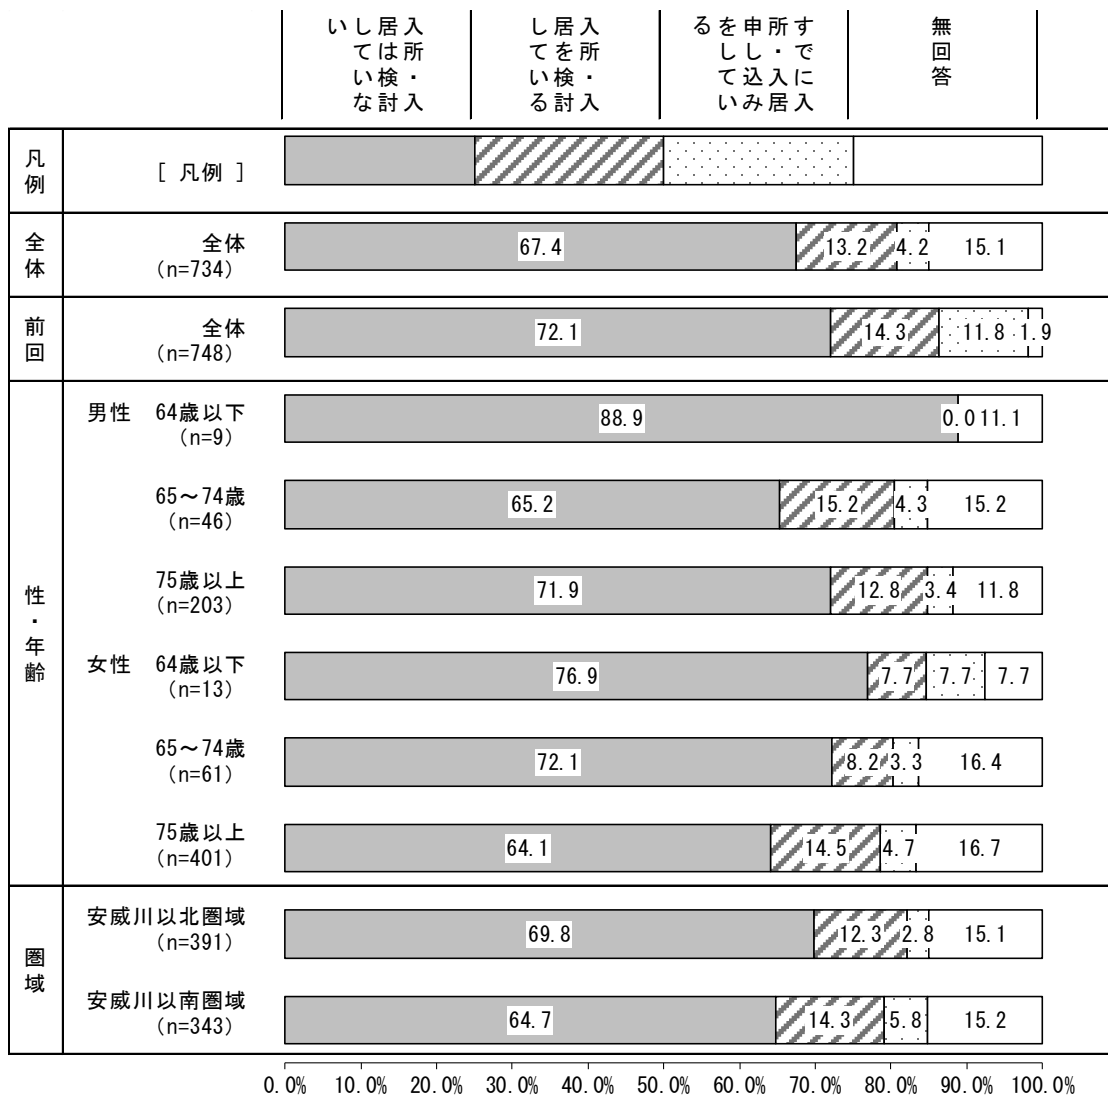 入所・入
居は検討
していな
い
入所・入
居を検討
している
すでに入
所・入居
申し込み
をしてい
る
無回答
凡例
[ 凡例 ]
全体
全体
(n=734)
67.4 13.2 4.2 15.1
前回
全体
(n=748)
72.1 14.3 11.8 1.9
性・年齢
男性 64歳以下
(n=9)
88.9 0.0 11.1
65～74歳
(n=46)
65.2 15.2 4.3 15.2
75歳以上
(n=203)
71.9 12.8 3.4 11.8
女性 64歳以下
(n=13)
76.9 7.7 7.7 7.7
65～74歳
(n=61)
72.1 8.2 3.3 16.4
75歳以上
(n=401)
64.1 14.5 4.7 16.7
圏域
安威川以北圏域
(n=391)
69.8 12.3 2.8 15.1
安威川以南圏域
(n=343)
64.7 14.3 5.8 15.2
0.0% 10.0% 20.0% 30.0% 40.0% 50.0% 60.0% 70.0% 80.0% 90.0% 100.0%